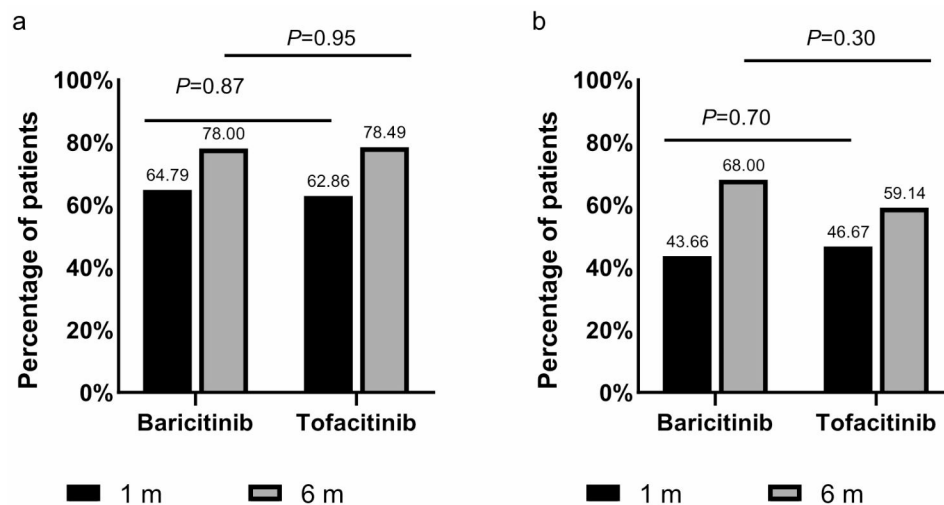 a
P=0.95
P=0.87
100%
80%
60%
40%
20%
0%
Percentage of patients
64.79
78.00
62.86
78.49
Baricitinib
Tofacitinib
1 m
6 m
b
P=0.30
P=0.70
100%
80%
60%
40%
20%
0%
Percentage of patients
43.66
68.00
46.67
59.14
Baricitinib
Tofacitinib
1 m
6 m